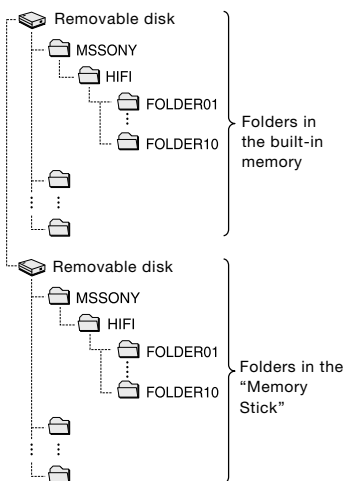 Removable disk
MSSONY
HIFI
FOLDER01
FOLDER10
Folders in
the built-in
memory
Removable disk
MSSONY
HIFI
FOLDER01
FOLDER10
Folders in the
“Memory
Stick”